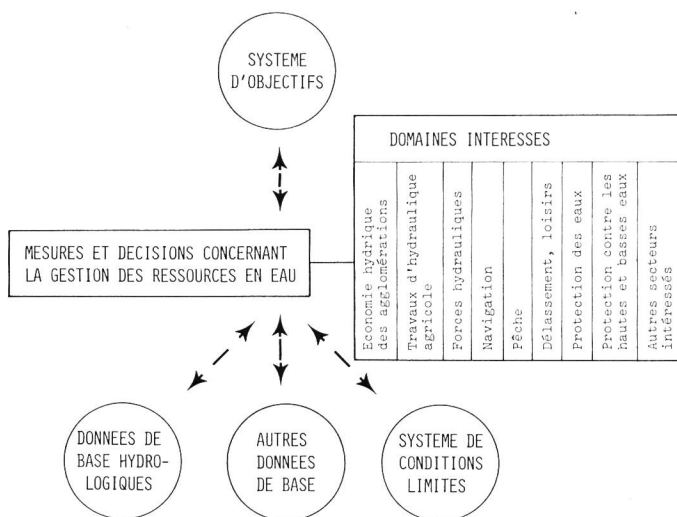 SYSTEME
D'OBJECTIFS
DOMAINES INTERESSES
Economie hydrique
des agglomérations
Travaux d'hydraulique
agricole
Forces hydrauliques
Navigation
Pêche
Délassement, loisirs
Protection des eaux
Protection contre les
hautes et basses eaux
Autres secteurs
intéressés
MESURES ET DECISIONS CONCERNANT
LA GESTION DES RESSOURCES EN EAU
DONNEES DE
BASE HYDRO-
LOGIQUES
AUTRES
DONNEES
DE BASE
SYSTEME DE
CONDITIONS
LIMITES